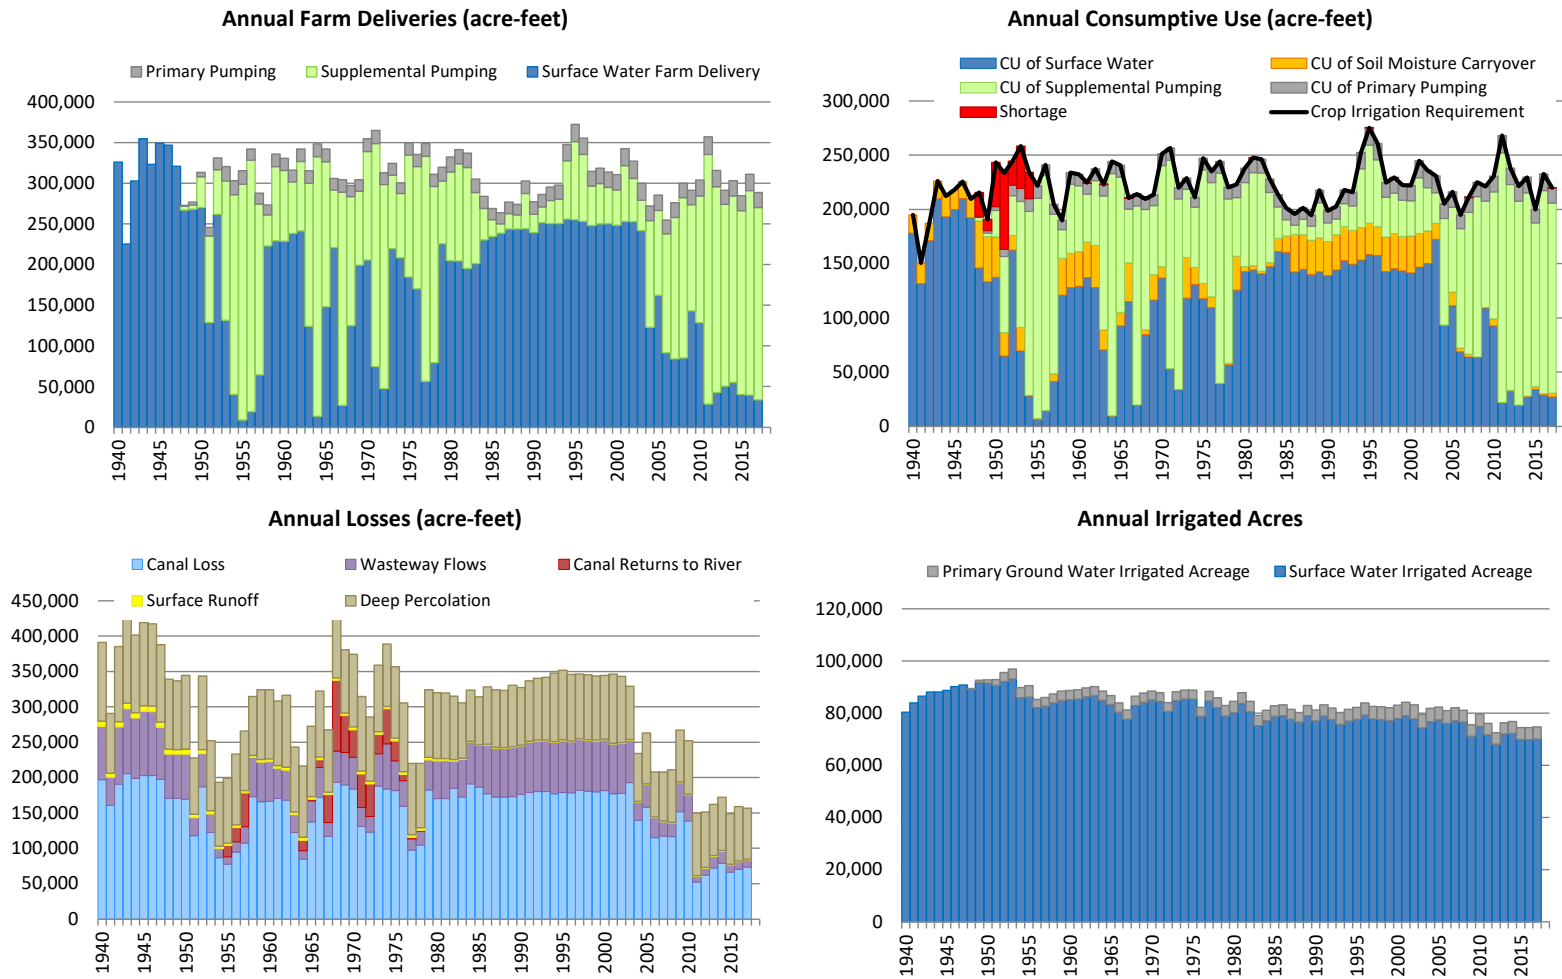 Annual Farm Deliveries (acre-feet)
Primary Pumping Supplemental Pumping Surface Water Farm Delivery
400,000
350,000
300,000
250,000
200,000
150,000
100,000
50,000
0
1940 1945 1950 1955 1960 1965 1970 1975 1980 1985 1990 1995 2000 2005 2010 2015
Annual Consumptive Use (acre-feet)
CU of Surface Water CU of Soil Moisture Carryover
CU of Supplemental Pumping CU of Primary Pumping
Shortage Crop Irrigation Requirement
300,000
250,000
200,000
150,000
100,000
50,000
0
1940 1945 1950 1955 1960 1965 1970 1975 1980 1985 1990 1995 2000 2005 2010 2015
Annual Losses (acre-feet)
Canal Loss Wasteway Flows Canal Returns to River
Surface Runoff Deep Percolation
450,000
400,000
350,000
300,000
250,000
200,000
150,000
100,000
50,000
0
1940 1945 1950 1955 1960 1965 1970 1975 1980 1985 1990 1995 2000 2005 2010 2015
Annual Irrigated Acres
Primary Ground Water Irrigated Acreage Surface Water Irrigated Acreage
120,000
100,000
80,000
60,000
40,000
20,000
0
1940 1945 1950 1955 1960 1965 1970 1975 1980 1985 1990 1995 2000 2005 2010 2015